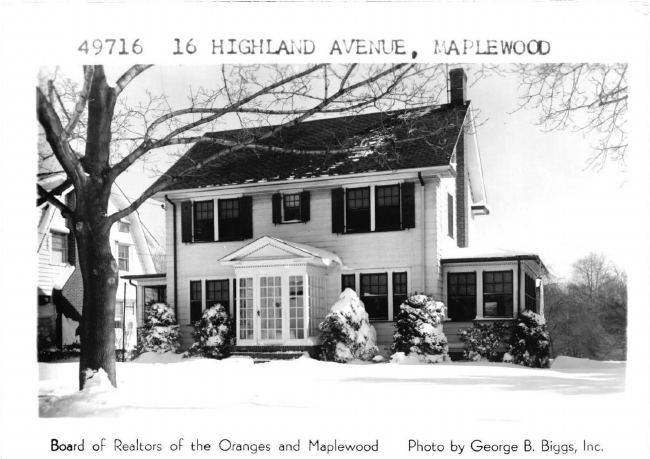 49716 16 HIGHLAND AVENUE, MAPLEWOOD
Board of Realtors of the Oranges and Maplewood Photo by George B. Biggs, Inc.